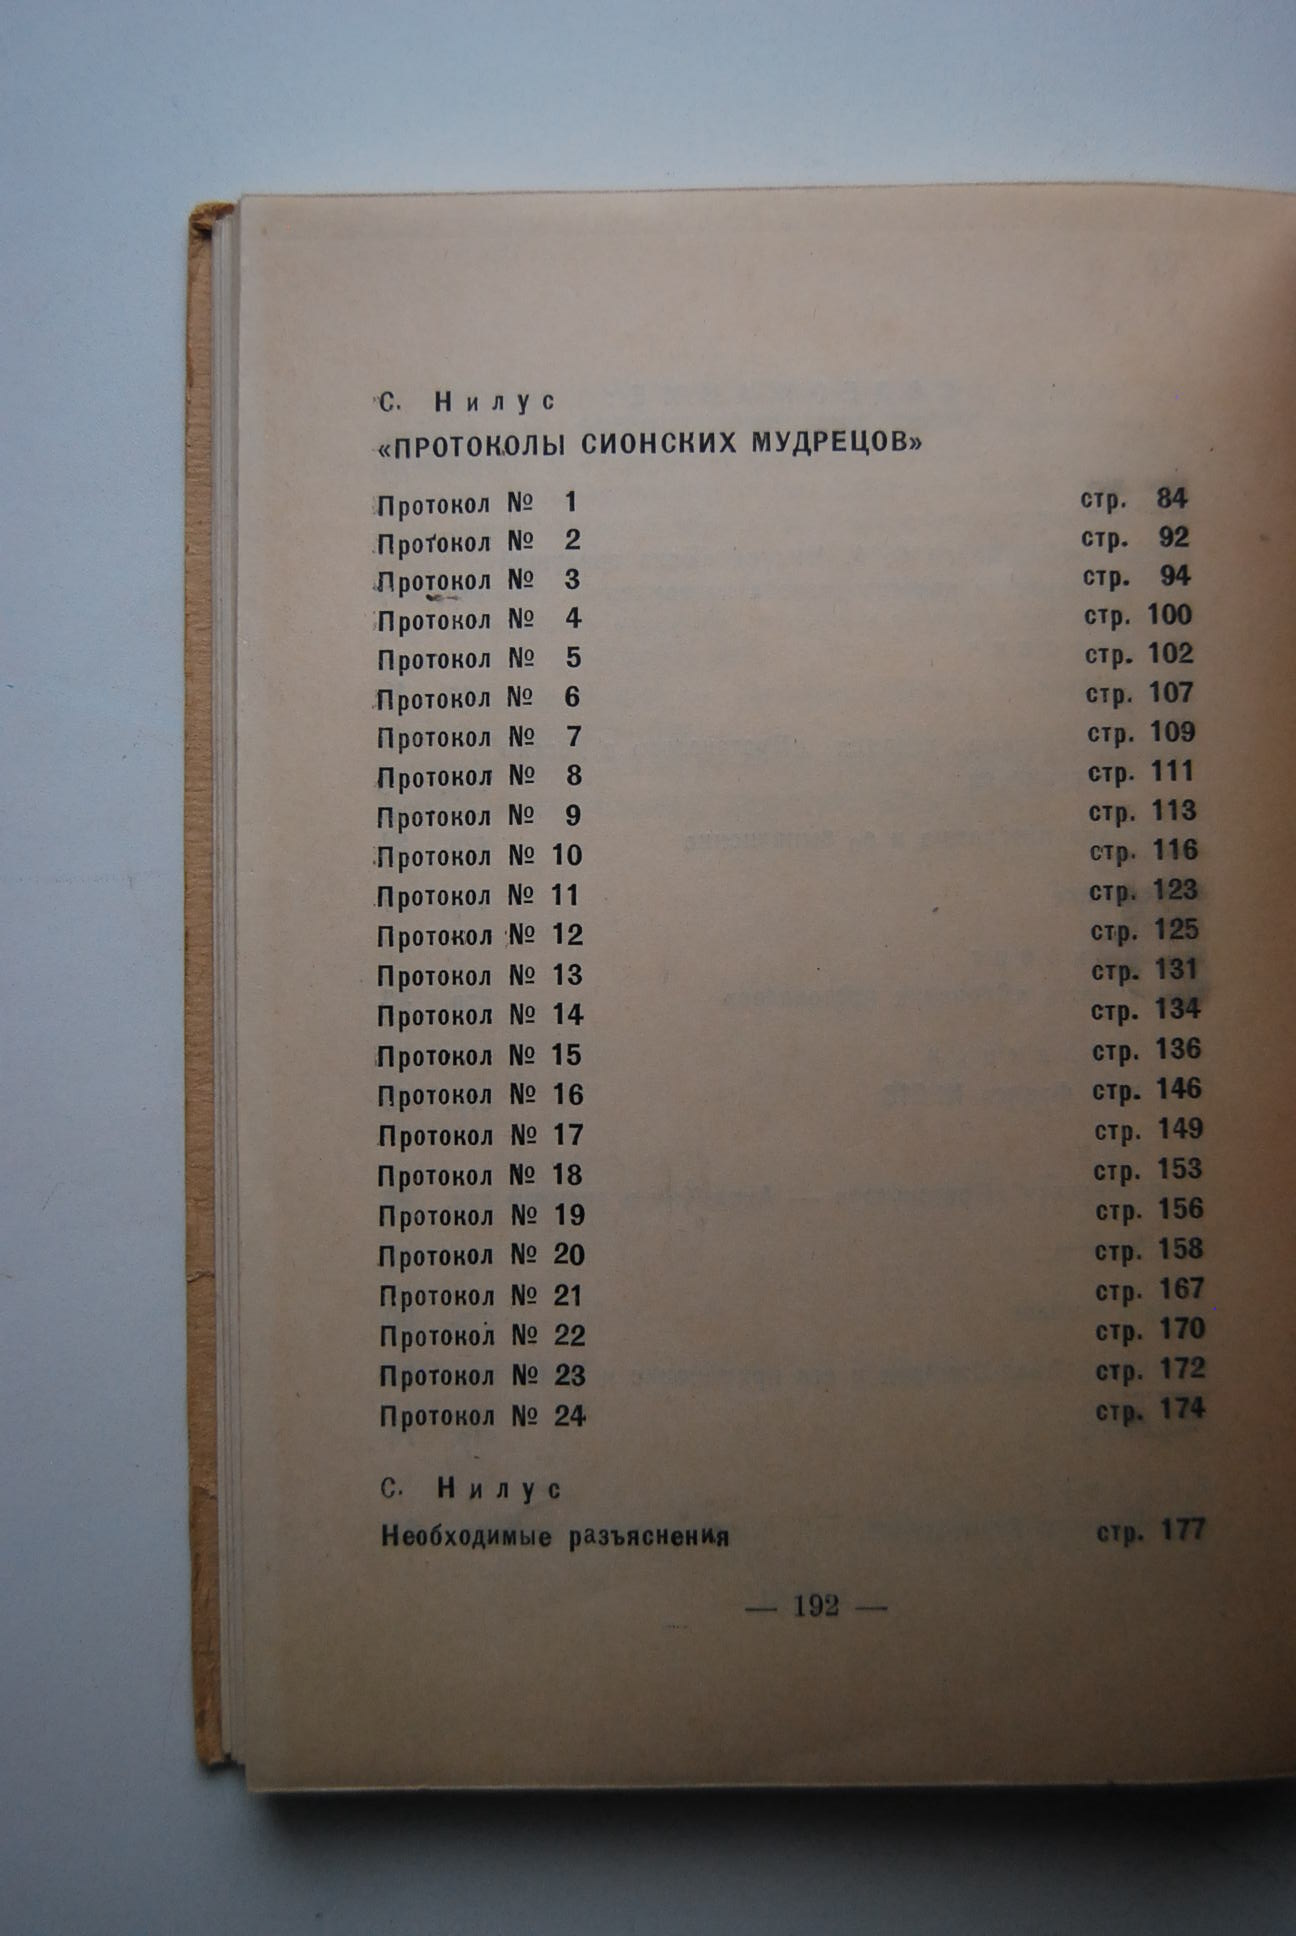 С. Нилус
«ПРОТОКОЛЫ СИОНСКИХ МУДРЕЦОВ»
Протокол № 1 стр. 84
Протокол № 2 стр. 92
Протокол № 3 стр. 94
Протокол № 4 стр. 100
Протокол № 5 стр. 102
Протокол № 6 стр. 107
Протокол № 7 стр. 109
Протокол № 8 стр. 111
Протокол № 9 стр. 113
Протокол № 10 стр. 116
Протокол № 11 стр. 123
Протокол № 12 стр. 125
Протокол № 13 стр. 131
Протокол № 14 стр. 134
Протокол № 15 стр. 136
Протокол № 16 стр. 146
Протокол № 17 стр. 149
Протокол № 18 стр. 153
Протокол № 19 стр. 156
Протокол № 20 стр. 158
Протокол № 21 стр. 167
Протокол № 22 стр. 170
Протокол № 23 стр. 172
Протокол № 24 стр. 174
С. Нилус
Необходимые разъяснения стр. 177
— 192 —